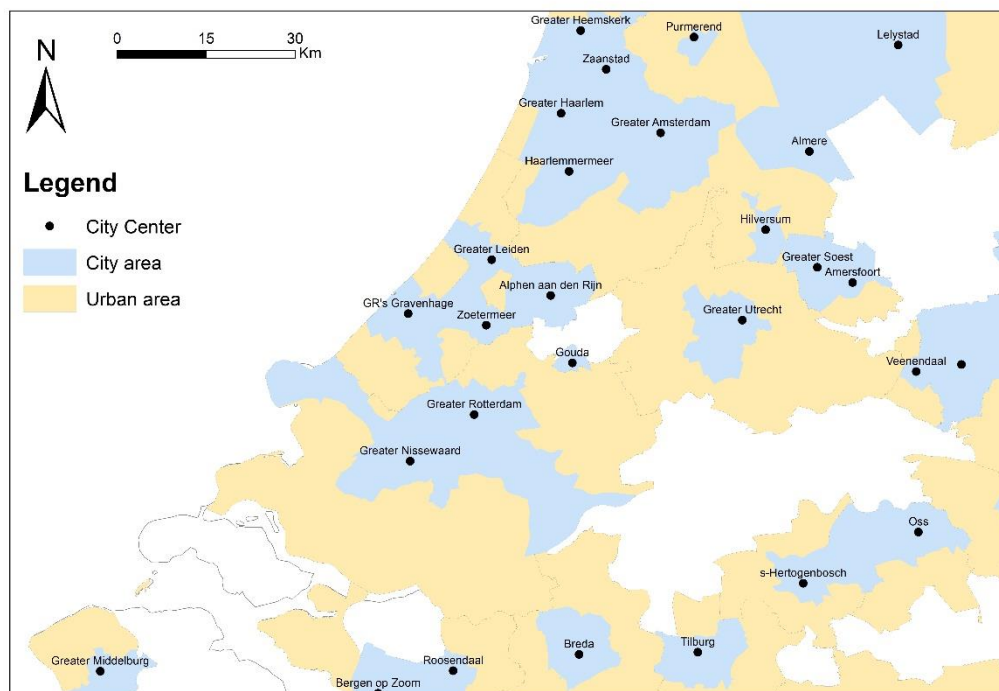 Greater Heemskerk
Purmerend
Lelystad
N
0 15 30
Km
Zaanstad
Greater Haarlem
Greater Amsterdam
Almere
Haarlemmermeer
Legend
City Center
City area
Urban area
Hilversum
Greater Leiden
Greater Soest
Amersfoort
Alphen aan den Rijn
GR's Gravenhage
Zoetermeer
Greater Utrecht
Gouda
Veenendaal
Greater Rotterdam
Greater Nissewaard
Oss
s-Hertogenbosch
Breda
Tilburg
Greater Middelburg
Roosendaal
Bergen op Zoom